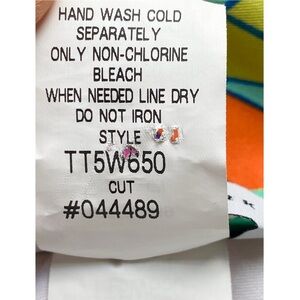 HAND WASH COLD
SEPARATELY
ONLY NON-CHLORINE
BLEACH
WHEN NEEDED LINE DRY
DO NOT IRON
STYLE
TT5W650
CUT
#044489